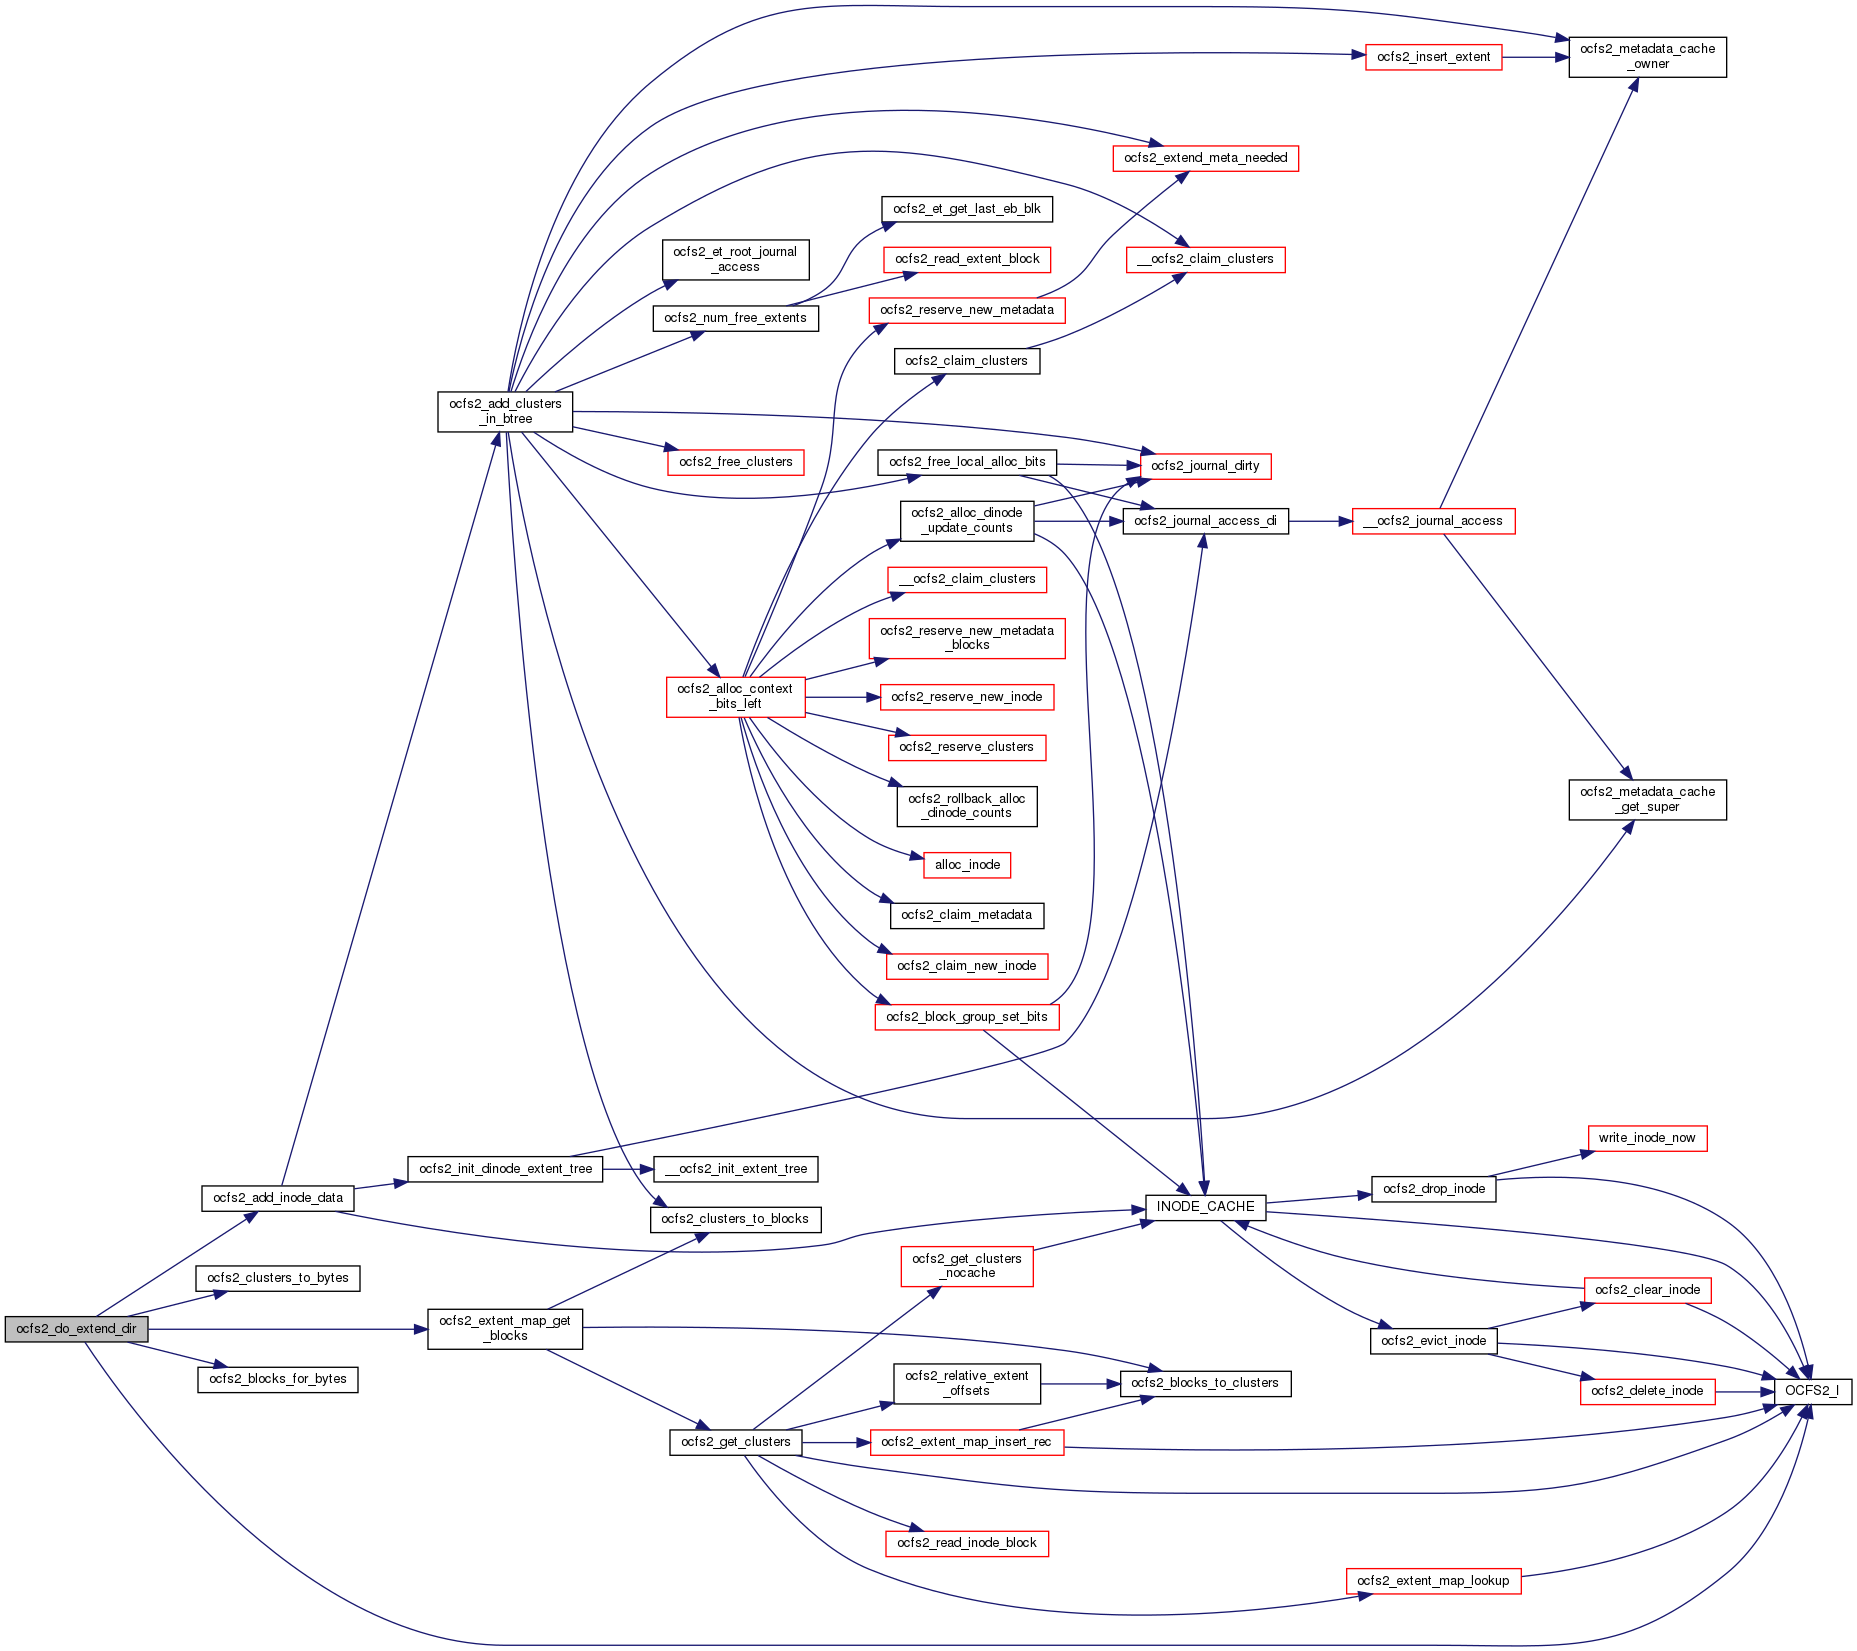 ocfs2_do_extend_dir
ocfs2_add_inode_data
ocfs2_clusters_to_bytes
ocfs2_blocks_for_bytes
ocfs2_add_clusters
_in_btree
ocfs2_init_dinode_extent_tree
ocfs2_extent_map_get
_blocks
ocfs2_et_root_journal
_access
ocfs2_num_free_extents
ocfs2_free_clusters
ocfs2_alloc_context
_bits_left
__ocfs2_init_extent_tree
ocfs2_clusters_to_blocks
ocfs2_get_clusters
ocfs2_et_get_last_eb_blk
ocfs2_read_extent_block
ocfs2_reserve_new_metadata
ocfs2_claim_clusters
ocfs2_free_local_alloc_bits
ocfs2_alloc_dinode
_update_counts
__ocfs2_claim_clusters
ocfs2_reserve_new_metadata
_blocks
ocfs2_reserve_new_inode
ocfs2_reserve_clusters
ocfs2_rollback_alloc
_dinode_counts
alloc_inode
ocfs2_claim_metadata
ocfs2_claim_new_inode
ocfs2_block_group_set_bits
ocfs2_get_clusters
_nocache
ocfs2_relative_extent
_offsets
ocfs2_extent_map_insert_rec
ocfs2_read_inode_block
ocfs2_extend_meta_needed
__ocfs2_claim_clusters
ocfs2_journal_dirty
ocfs2_journal_access_di
INODE_CACHE
ocfs2_blocks_to_clusters
ocfs2_insert_extent
__ocfs2_journal_access
ocfs2_drop_inode
ocfs2_evict_inode
ocfs2_extent_map_lookup
ocfs2_metadata_cache
_owner
ocfs2_metadata_cache
_get_super
write_inode_now
ocfs2_clear_inode
ocfs2_delete_inode
OCFS2_I